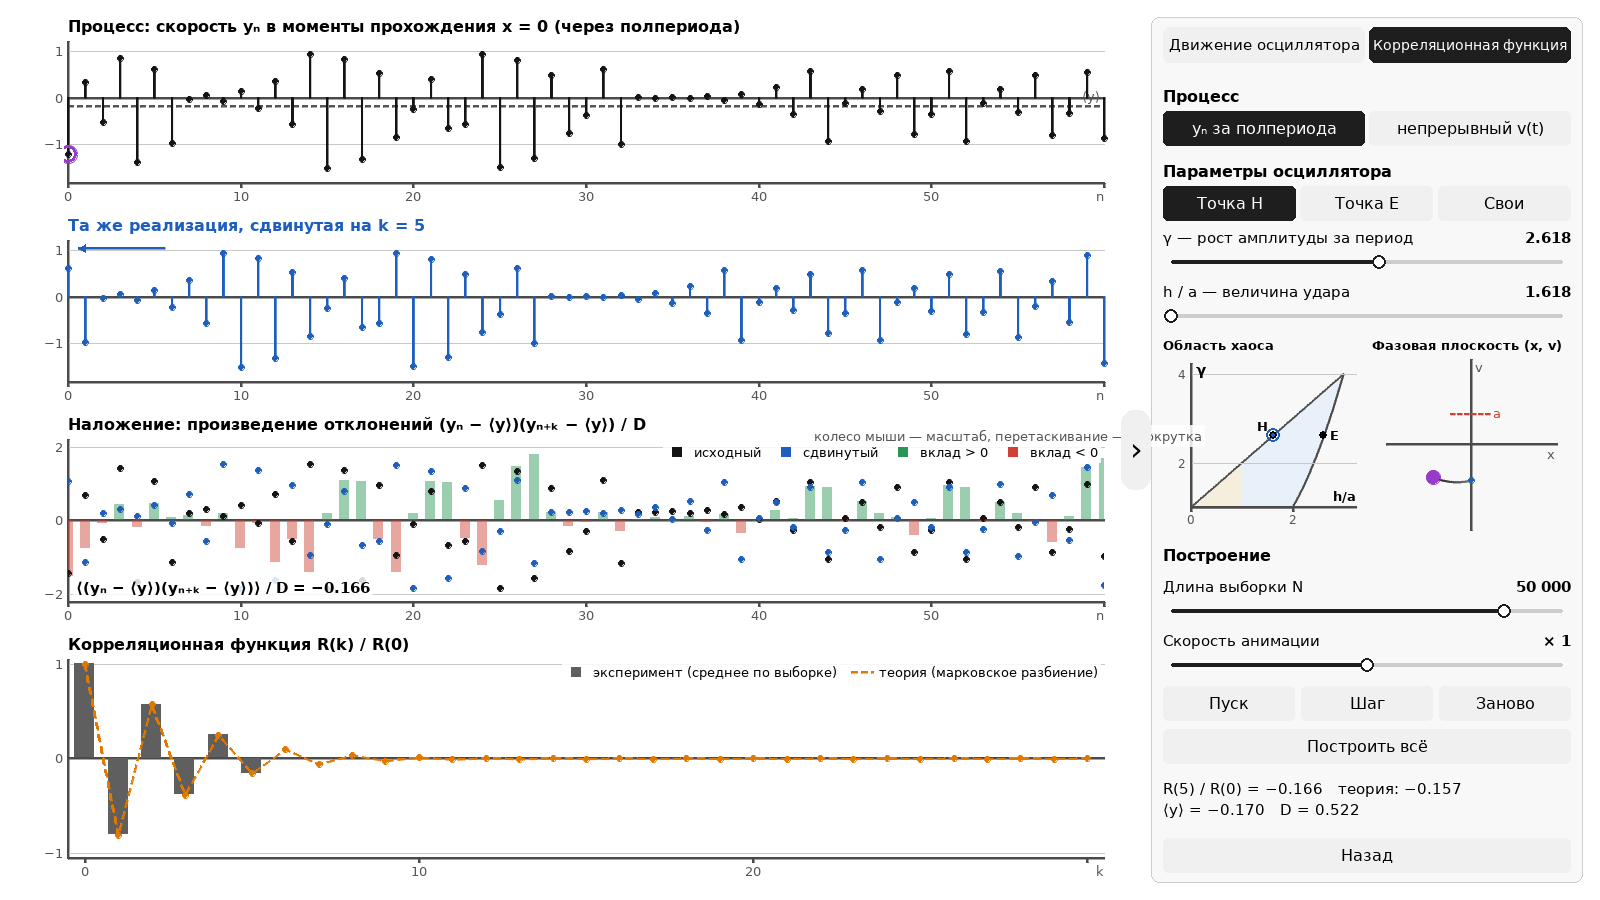 Процесс: скорость yₙ в моменты прохождения x = 0 (через полпериода)
1
0
−1
⟨y⟩
0 10 20 30 40 50 n
Та же реализация, сдвинутая на k = 5
1
0
−1
0 10 20 30 40 50 n
Наложение: произведение отклонений (yₙ − ⟨y⟩)(yₙ₊ₖ − ⟨y⟩) / D
колесо мыши — масштаб, перетаскивание —
исходный сдвинутый вклад > 0 вклад < 0
2
0
−2
⟨(yₙ − ⟨y⟩)(yₙ₊ₖ − ⟨y⟩)⟩ / D = −0.166
0 10 20 30 40 50 n
Корреляционная функция R(k) / R(0)
эксперимент (среднее по выборке) теория (марковское разбиение)
1
0
−1
0 10 20 k
›
Движение осциллятора Корреляционная функция
Процесс
yₙ за полпериода непрерывный v(t)
Параметры осциллятора
Точка H Точка E Свои
γ — рост амплитуды за период 2.618
h / a — величина удара 1.618
Область хаоса Фазовая плоскость (x, v)
4 γ
H E
2
h/a
0 2
v
a
x
Построение
Длина выборки N 50 000
Скорость анимации × 1
Пуск Шаг Заново
Построить всё
R(5) / R(0) = −0.166 теория: −0.157
⟨y⟩ = −0.170 D = 0.522
Назад